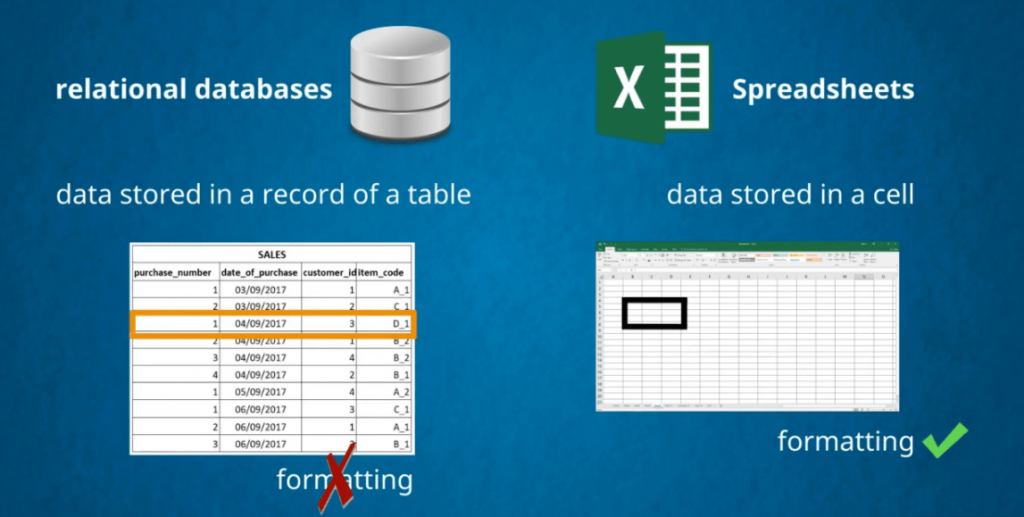 relational databases
Spreadsheets
data stored in a record of a table
data stored in a cell
SALES
purchase_number date_of_purchase customer_id item_code
1 03/09/2017 1 A_1
2 03/09/2017 2 C_1
1 04/09/2017 3 D_1
2 04/09/2017 1 B_2
3 04/09/2017 4 B_2
4 04/09/2017 2 B_1
1 05/09/2017 4 A_2
1 06/09/2017 3 C_1
2 06/09/2017 1 A_1
3 06/09/2017 2 B_1
formatting
formatting